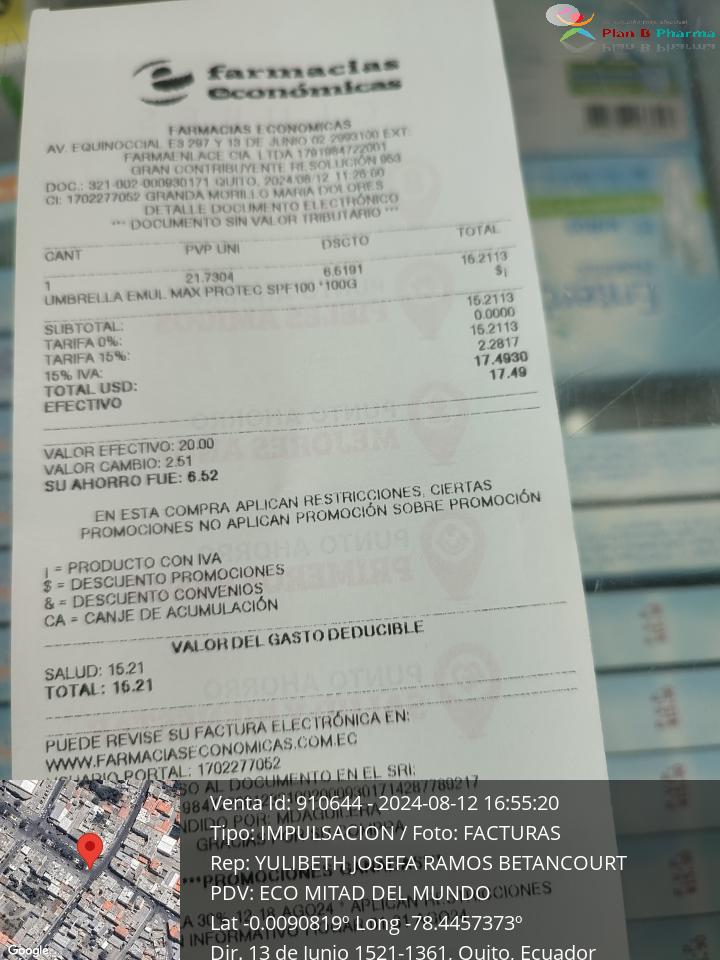 Plan B Pharma
farmacias
económicas
FARMACIAS ECONOMICAS
AV. EQUINOCCIAL E3 297 Y 13 DE JUNIO 02 2993100 EXT:
FARMAENLACE CIA. LTDA 1791984722001
GRAN CONTRIBUYENTE RESOLUCIÓN 953
DOC.: 321-002-000930171 QUITO, 2024/08/12 11:26:00
CI: 1702277052 GRANDA MORILLO MARIA DOLORES
DETALLE DOCUMENTO ELECTRÓNICO
*** DOCUMENTO SIN VALOR TRIBUTARIO ***
CANT PVP UNI DSCTO TOTAL
1 21.7304 6.5191 15.2113
UMBRELLA EMUL MAX PROTEC SPF100 *100G $¡
SUBTOTAL: 15.2113
TARIFA 0%: 0.0000
TARIFA 15%: 15.2113
15% IVA: 2.2817
TOTAL USD: 17.4930
EFECTIVO 17.49
VALOR EFECTIVO: 20.00
VALOR CAMBIO: 2.51
SU AHORRO FUE: 6.52
EN ESTA COMPRA APLICAN RESTRICCIONES, CIERTAS
PROMOCIONES NO APLICAN PROMOCIÓN SOBRE PROMOCIÓN
¡ = PRODUCTO CON IVA
$ = DESCUENTO PROMOCIONES
& = DESCUENTO CONVENIOS
CA = CANJE DE ACUMULACIÓN
VALOR DEL GASTO DEDUCIBLE
SALUD: 15.21
TOTAL: 15.21
PUEDE REVISE SU FACTURA ELECTRÓNICA EN:
WWW.FARMACIASECONOMICAS.COM.EC
USUARIO PORTAL: 1702277052
AL DOCUMENTO EN EL SRI:
Venta Id: 910644 - 2024-08-12 16:55:20
Tipo: IMPULSACION / Foto: FACTURAS
Rep: YULIBETH JOSEFA RAMOS BETANCOURT
PDV: ECO MITAD DEL MUNDO
Lat -0.0090819º Long -78.4457373º
Dir. 13 de Junio 1521-1361, Quito, Ecuador
Google